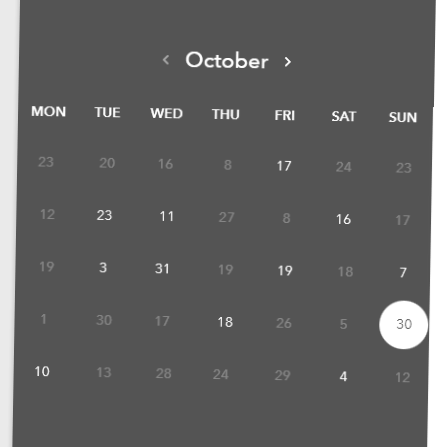 ‹ October ›
MON TUE WED THU FRI SAT SUN
23 20 16 8 17 24 23
12 23 11 27 8 16 17
19 3 31 19 19 18 7
1 30 17 18 26 5 30
10 13 28 24 29 4 12